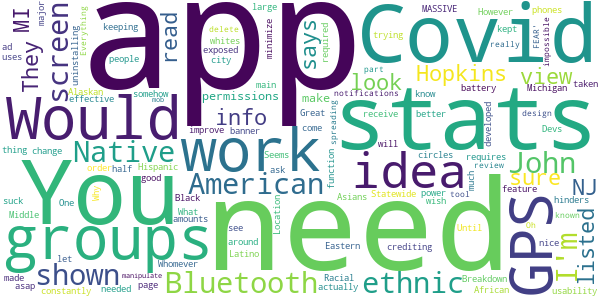 app
Covid
You
need
stats
Would
work
idea
groups
GPS
Native
American
Bluetooth
ethnic
shown
screen
They
MI
read
says
look
Hopkins
view
info
permissions
make
John
sure
NJ
listed
I'm
keeping
major
ad
uses
uninstalling
Everything
delete
whites
exposed
city
people
phones
trying
large
minimize
required
Alaskan
effective
somehow
mob
part
main
However
MASSIVE
kept
really
FEAR'
impossible
notifications
battery
Michigan
taken
know
receive
better
developed
Devs
design
Great
come
improve
banner
function
spreading
will
thing
change
order
half
Hispanic
Why
Seems
ask
circles
requires
review
tool
Statewide
much
feature
hinders
known
Oh
nice
Until
usability
suck
One
good
Black
Middle
What
amounts
Latino
see
around
Location
Asians
power
wish
Eastern
crediting
Racial
actually
Breakdown
African
let
made
asap
needed
page
Whomever
constantly
manipulate